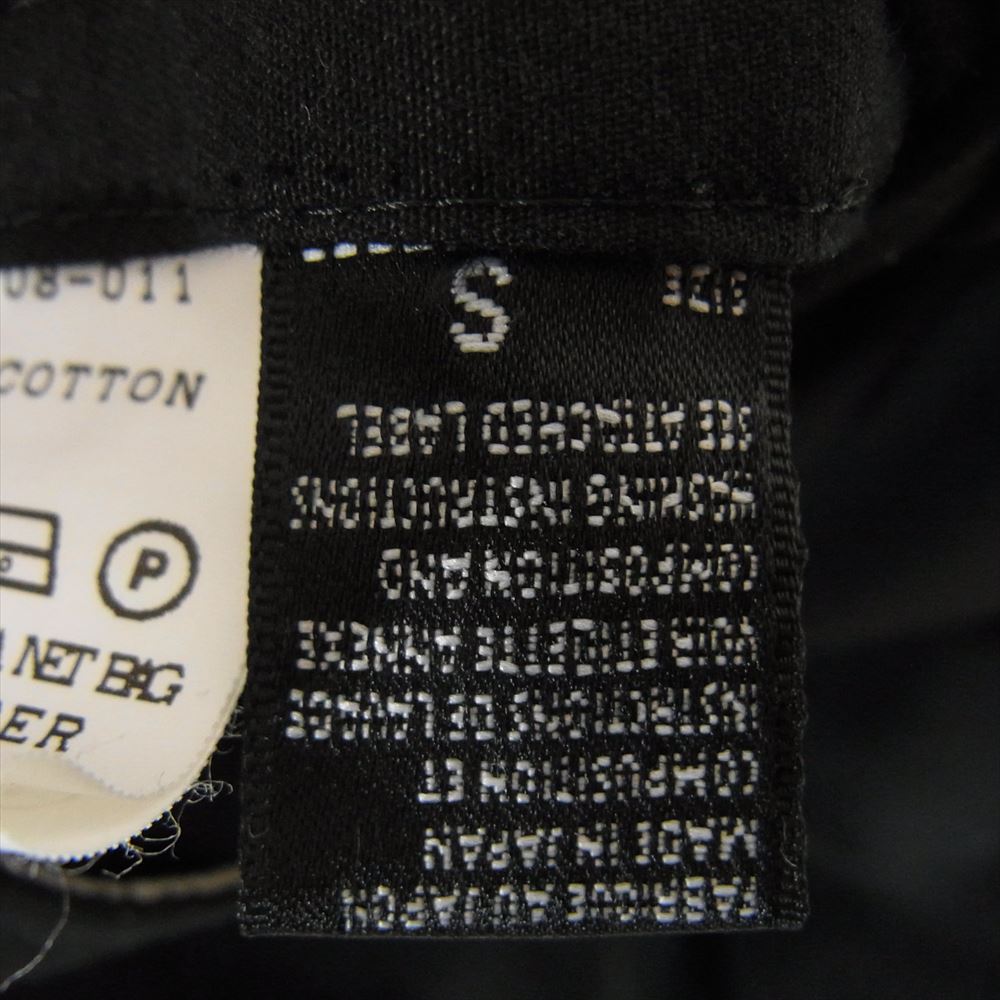 08-011
COTTON
P
NET BAG
FABRIQUE AU JAPON
MADE IN JAPAN
COMPOSITION ET
INSTRUCTIONS DE LAVAGE
VOIR ETIQUETTE ANNEXE
COMPOSITION AND
WASHING INSTRUCTIONS
SEE ATTACHED LABEL
SIZE S